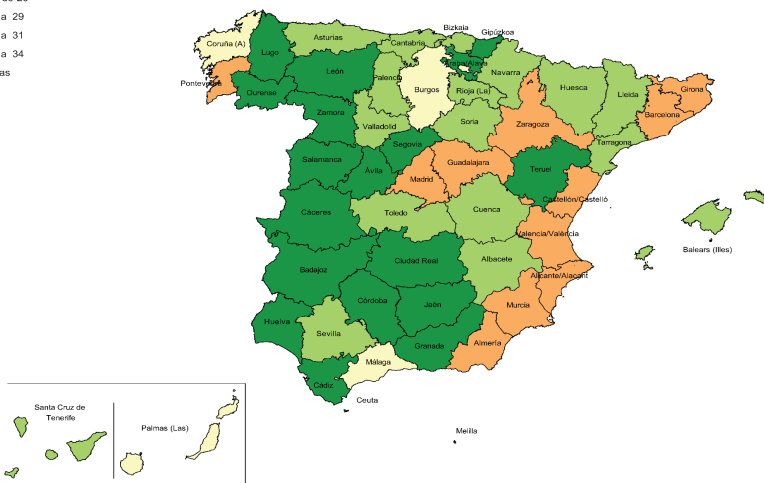 a 29
a 31
a 34
as
Bizkaia
Gipúzkoa
Coruña (A)
Lugo
Asturias
Cantabria
León
Palencia
Burgos
Araba/Álava
Navarra
Pontevedra
Ourense
Rioja (La)
Huesca
Lleida
Girona
Zamora
Valladolid
Soria
Zaragoza
Barcelona
Segovia
Tarragona
Salamanca
Ávila
Madrid
Guadalajara
Teruel
Castellón/Castelló
Cáceres
Toledo
Cuenca
Valencia/València
Balears (Illes)
Badajoz
Ciudad Real
Albacete
Alicante/Alacant
Córdoba
Jaén
Murcia
Huelva
Sevilla
Granada
Almería
Málaga
Cádiz
Ceuta
Santa Cruz de
Tenerife
Palmas (Las)
Melilla